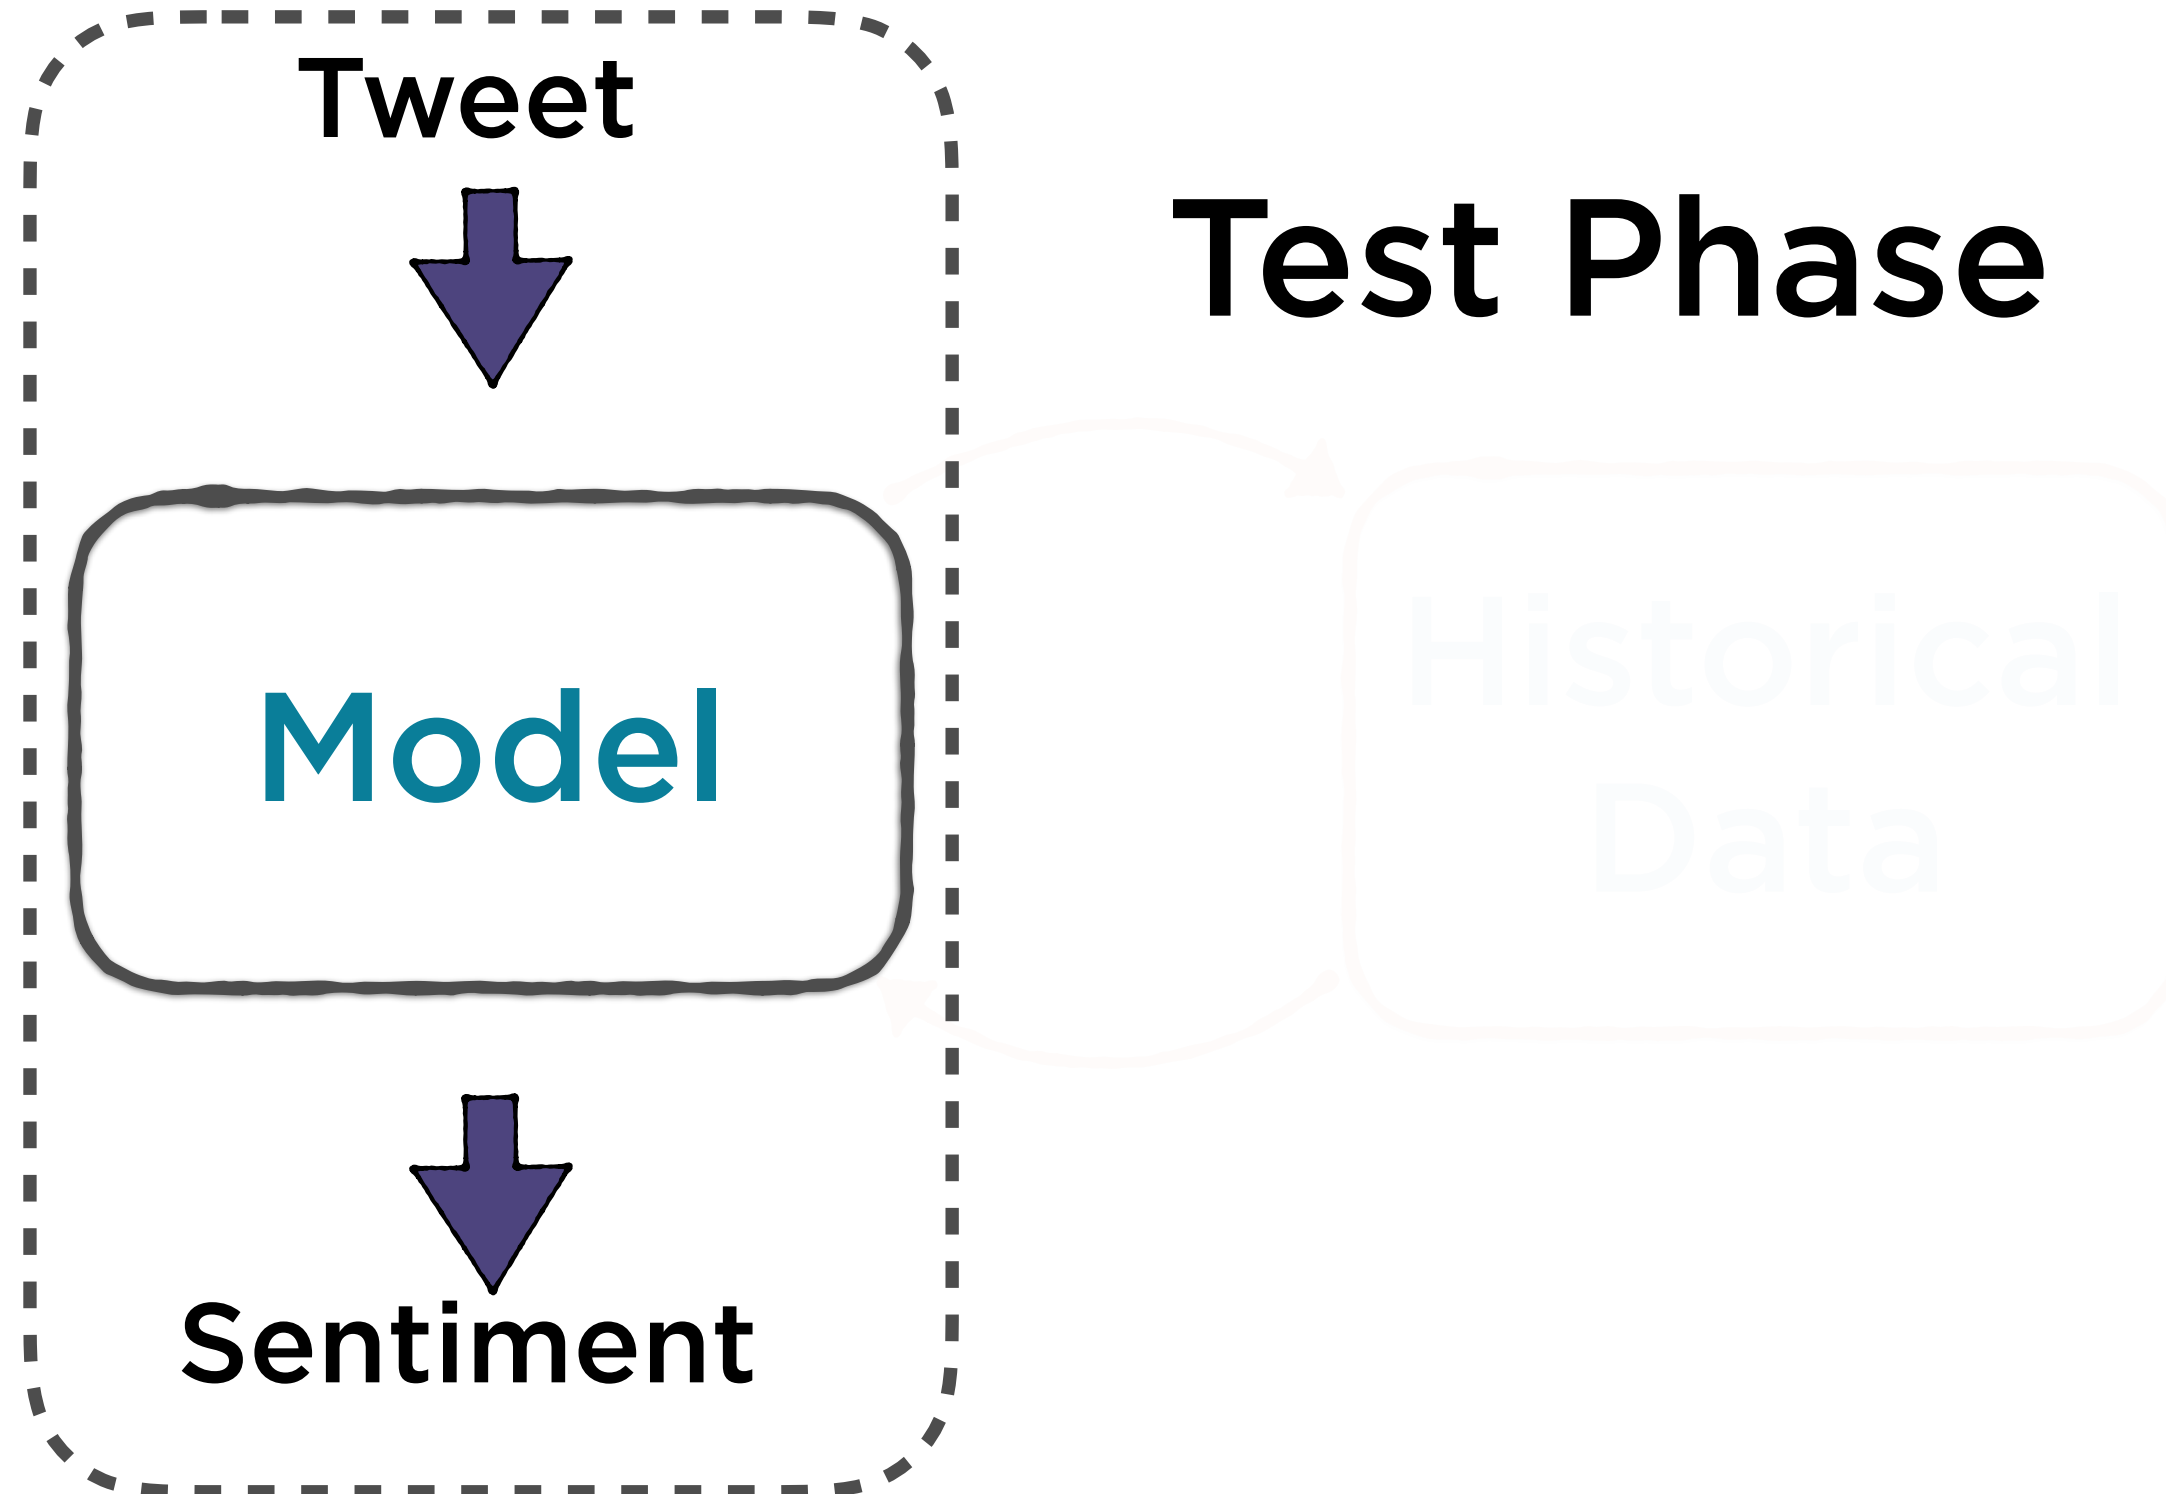 Tweet
Test Phase
Model
Historical
Data
Sentiment